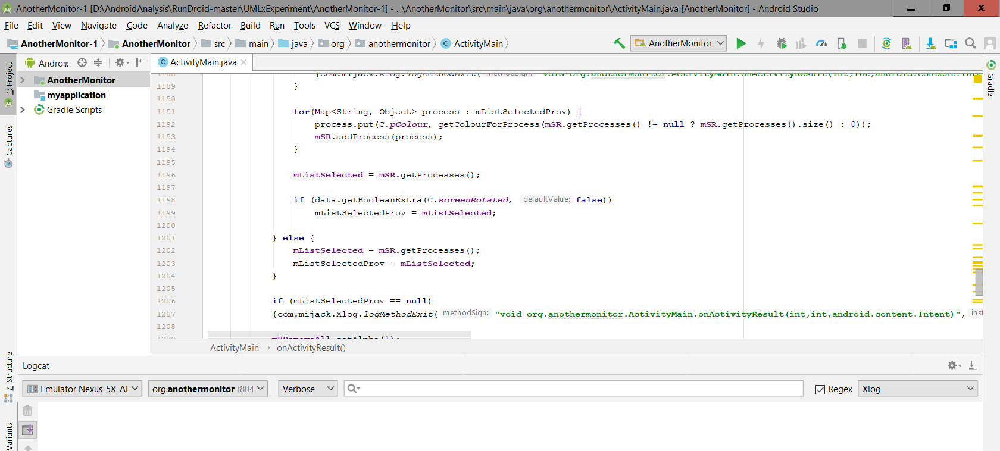 AnotherMonitor-1 [D:\AndroidAnalysis\RunDroid-master\UMLxExperiment\AnotherMonitor-1] - ...\AnotherMonitor\src\main\java\org\anothermonitor\ActivityMain.java [AnotherMonitor] - Android Studio
File Edit View Navigate Code Analyze Refactor Build Run Tools VCS Window Help
AnotherMonitor-1 AnotherMonitor src main java org anothermonitor ActivityMain AnotherMonitor
1: Project
Captures
7: Structure
Variants
Andro...
AnotherMonitor
myapplication
Gradle Scripts
ActivityMain.java
Gradle
1188 {com.mijack.Xlog.logMethodExit( methodSign: "void org.anothermonitor.ActivityMain.onActivityResult(int,int,android.content.Int
1189 }
1190
1191 for(Map<String, Object> process : mListSelectedProv) {
1192 process.put(C.pColour, getColourForProcess(mSR.getProcesses() != null ? mSR.getProcesses().size() : 0));
1193 mSR.addProcess(process);
1194 }
1195
1196 mListSelected = mSR.getProcesses();
1197
1198 if (data.getBooleanExtra(C.screenRotated, defaultValue: false))
1199 mListSelectedProv = mListSelected;
1200
1201 } else {
1202 mListSelected = mSR.getProcesses();
1203 mListSelectedProv = mListSelected;
1204 }
1205
1206 if (mListSelectedProv == null)
1207 {com.mijack.Xlog.logMethodExit( methodSign: "void org.anothermonitor.ActivityMain.onActivityResult(int,int,android.content.Intent)", inst
1208
1209 mBRemoveAll.setAlpha(1);
ActivityMain › onActivityResult()
Logcat
Emulator Nexus_5X_AF org.anothermonitor (804 Verbose Regex Xlog